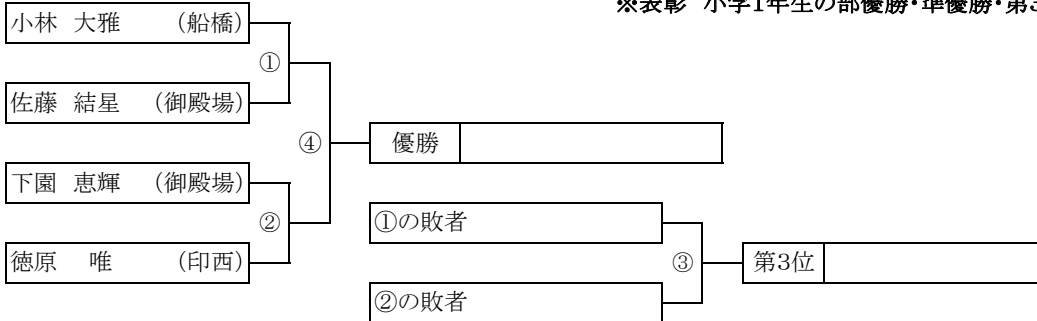 ※表彰 小学1年生の部優勝・準優勝・第3
小林 大雅 (船橋)
①
佐藤 結星 (御殿場)
④
優勝
下園 恵輝 (御殿場)
②
徳原 唯 (印西)
①の敗者
③
第3位
②の敗者